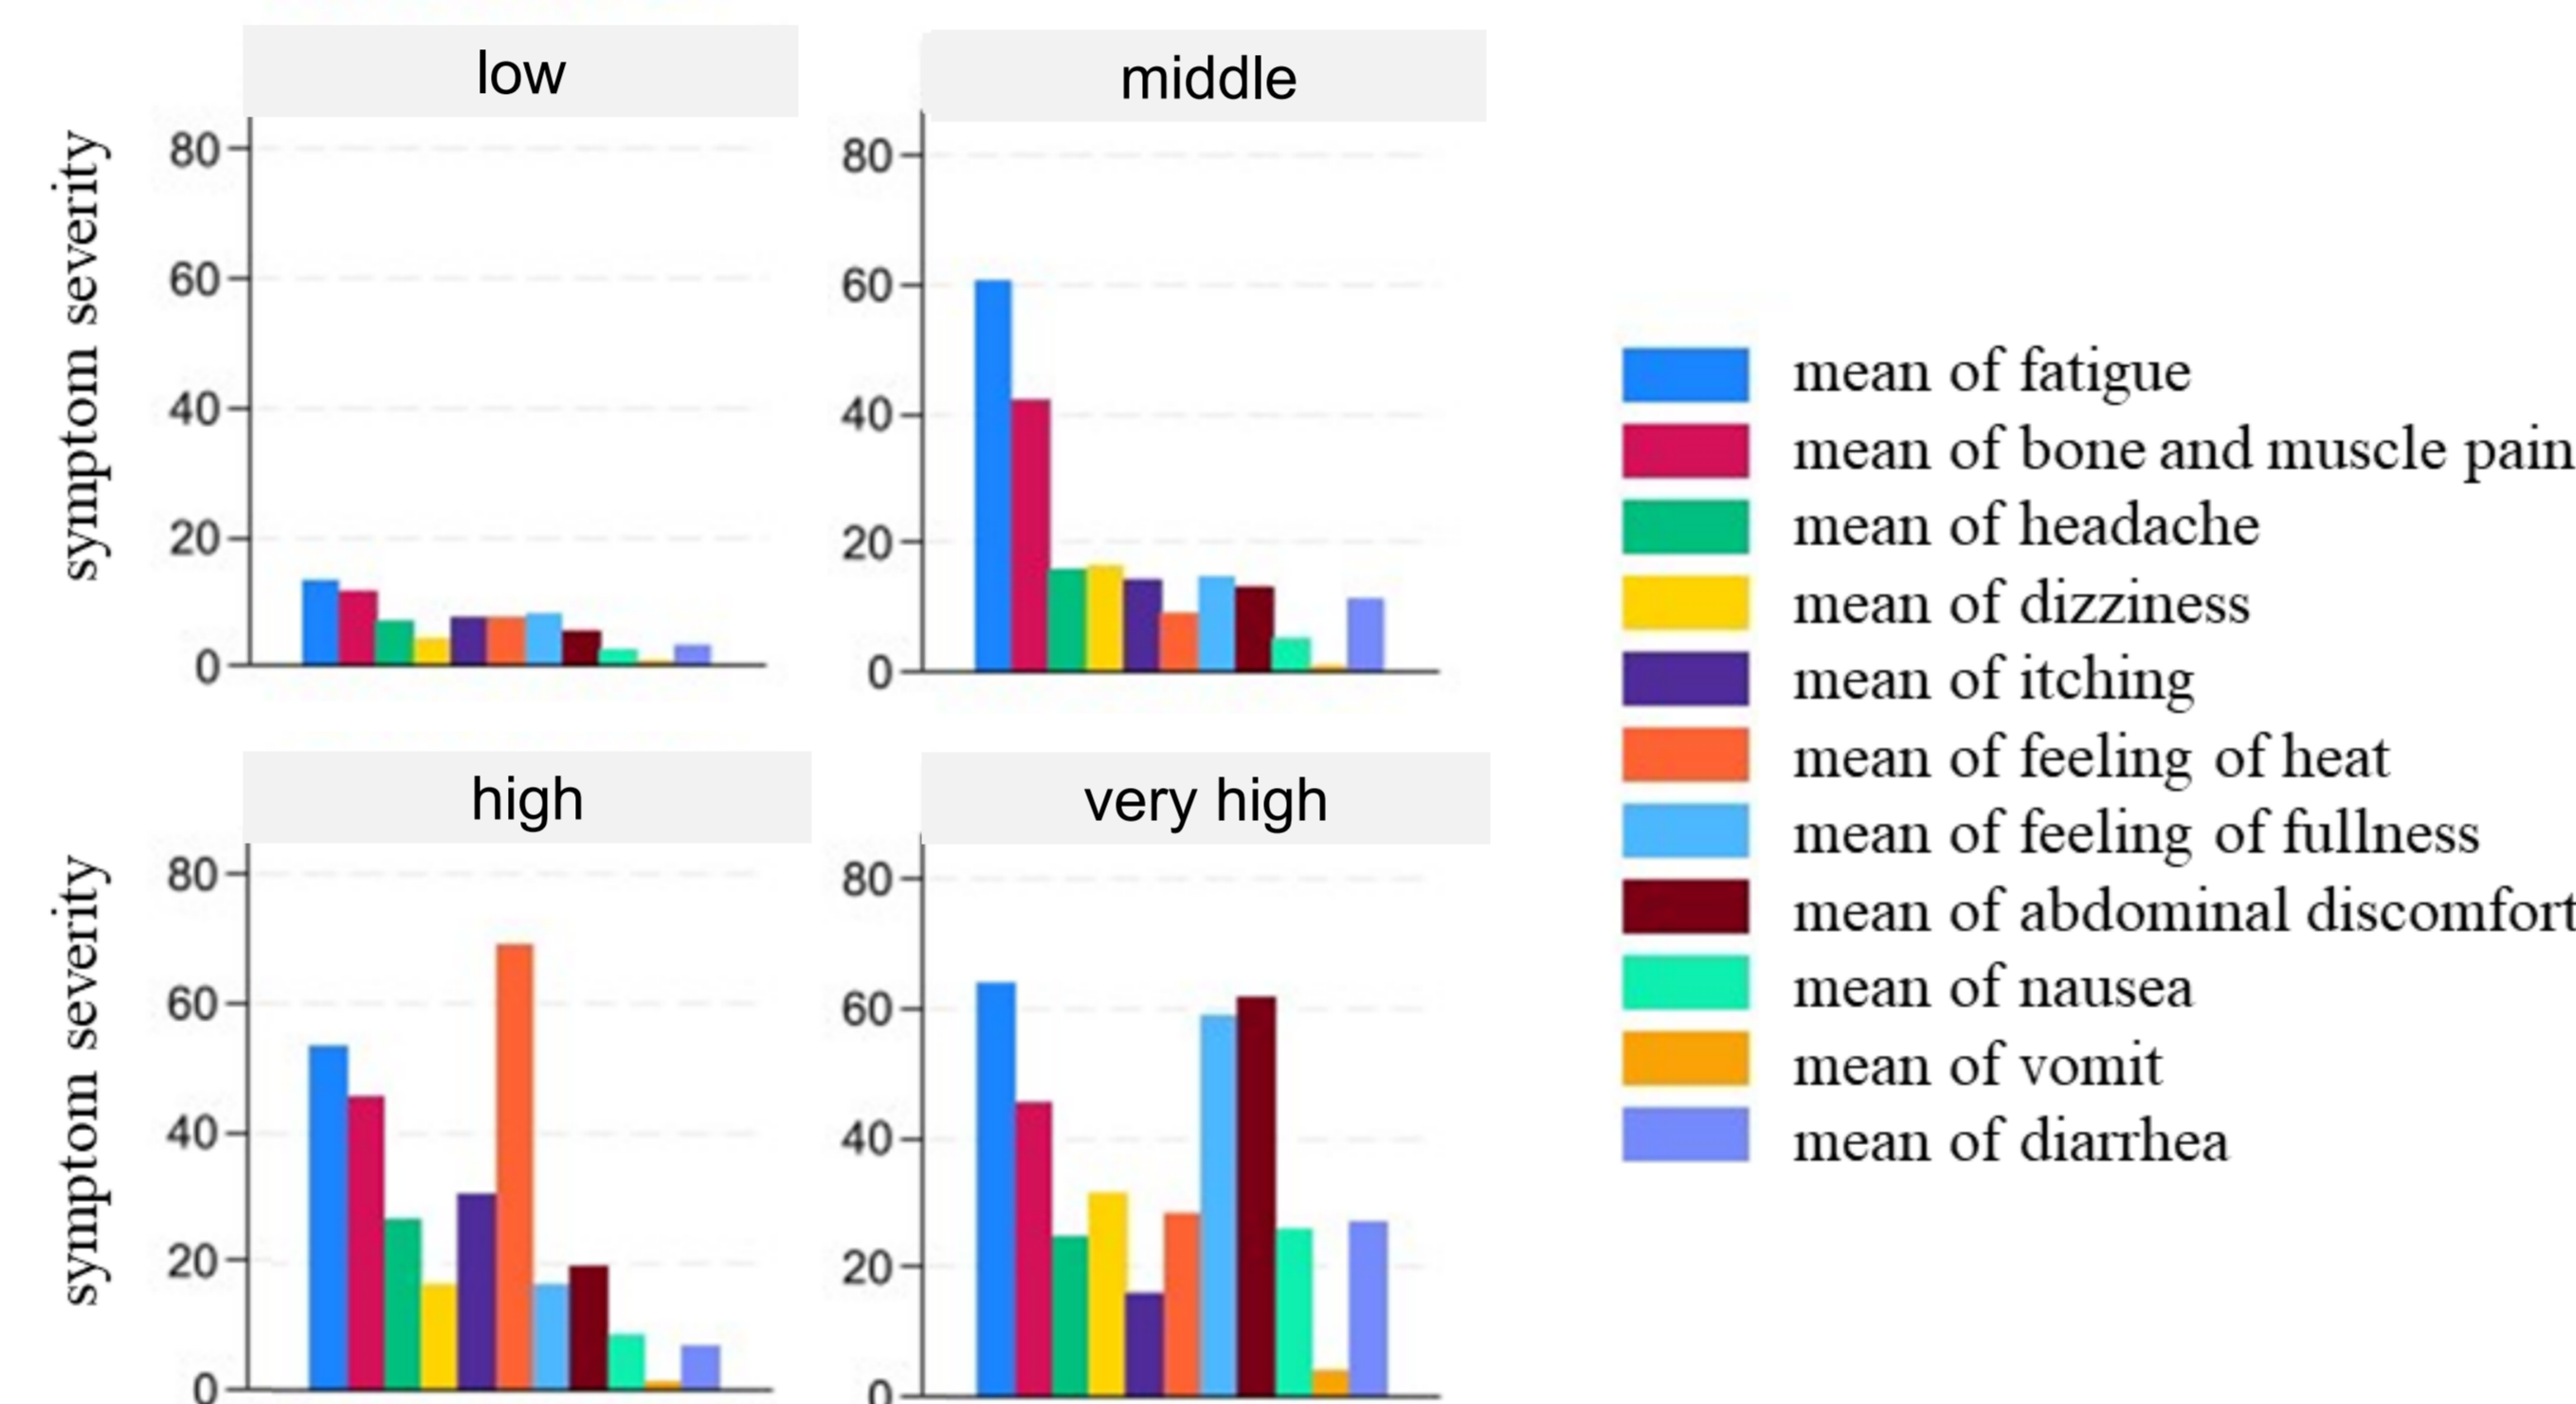 low
middle
symptom severity
80
60
40
20
0
80
60
40
20
0
high
very high
symptom severity
80
60
40
20
0
80
60
40
20
0
mean of fatigue
mean of bone and muscle pain
mean of headache
mean of dizziness
mean of itching
mean of feeling of heat
mean of feeling of fullness
mean of abdominal discomfort
mean of nausea
mean of vomit
mean of diarrhea